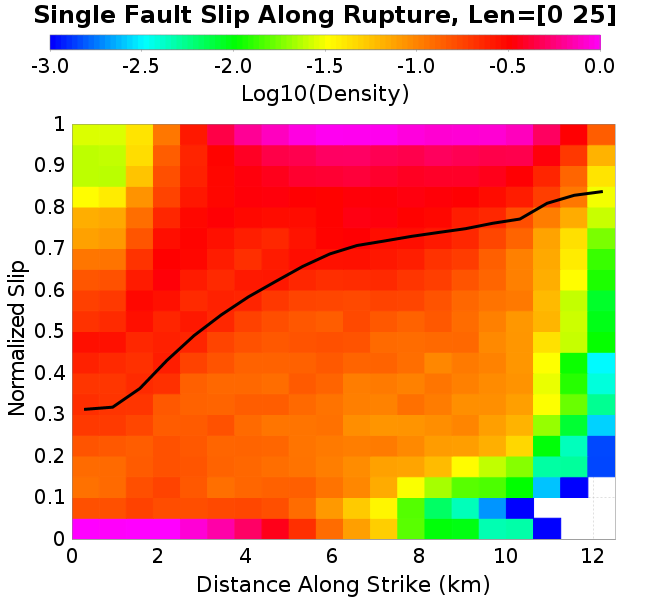 Single Fault Slip Along Rupture, Len=[0 25]
-3.0 -2.5 -2.0 -1.5 -1.0 -0.5 0.0
Log10(Density)
1
0.9
0.8
0.7
0.6
0.5
0.4
0.3
0.2
0.1
0
Normalized Slip
0 2 4 6 8 10 12
Distance Along Strike (km)